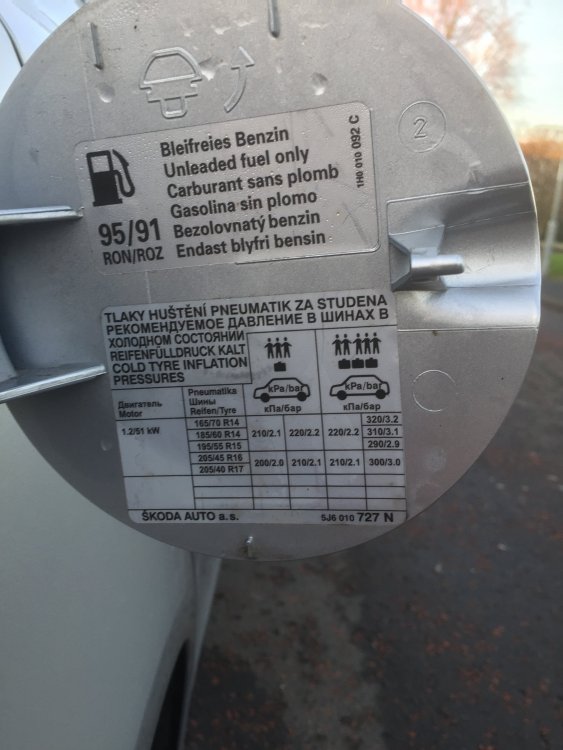 Bleifreies Benzin
Unleaded fuel only
Carburant sans plomb
Gasolina sin plomo
95/91 Bezolovnatý benzin
RON/ROZ Endast blyfri bensin
1H0 010 092 C
2
TLAKY HUŠTĚNÍ PNEUMATIK ZA STUDENA
РЕКОМЕНДУЕМОЕ ДАВЛЕНИЕ В ШИНАХ В
ХОЛОДНОМ СОСТОЯНИИ
REIFENFÜLLDRUCK KALT
COLD TYRE INFLATION
PRESSURES
kPa/bar kPa/bar
кПа/бар кПа/бар
Двигатель
Motor
Pneumatika
Шины
Reifen/Tyre
1.2/51 kW
165/70 R14 320/3.2
185/60 R14 210/2.1 220/2.2 220/2.2 310/3.1
195/55 R15 290/2.9
205/45 R16 200/2.0 210/2.1 210/2.1 300/3.0
205/40 R17
ŠKODA AUTO a.s. 5J6 010 727 N